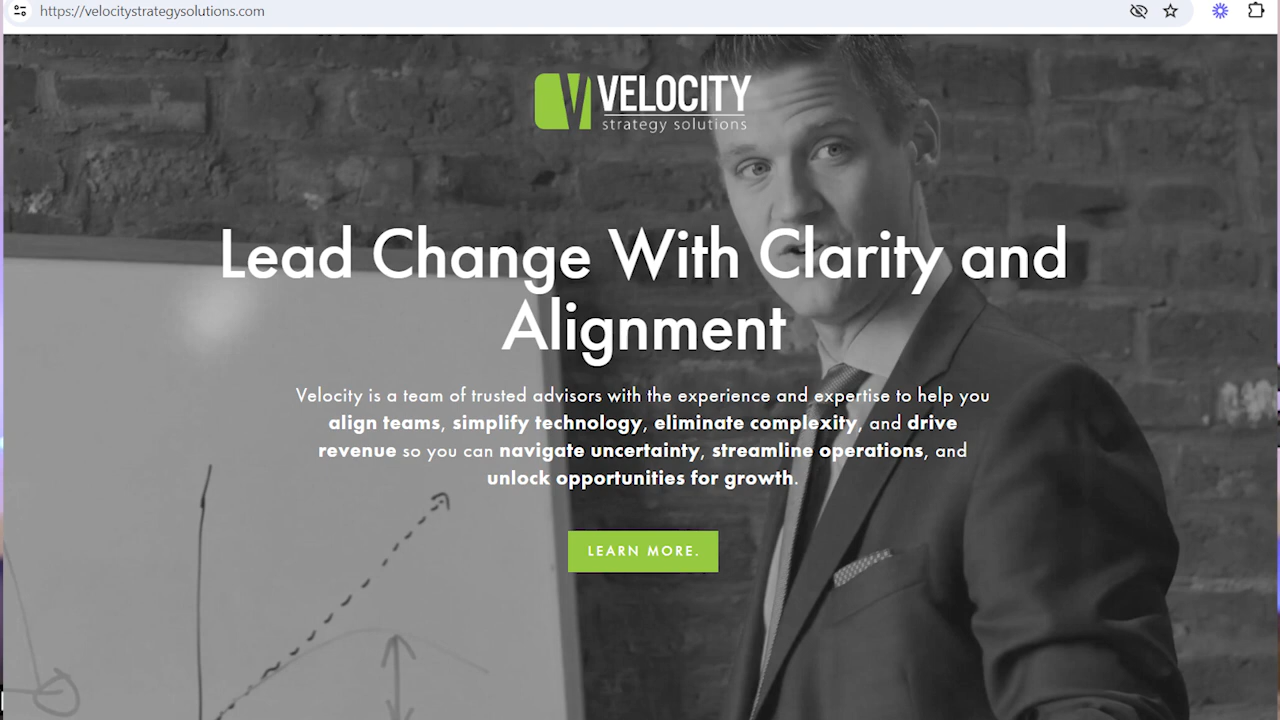 https://velocitystrategysolutions.com
VELOCITY
strategy solutions
Lead Change With Clarity and
Alignment
Velocity is a team of trusted advisors with the experience and expertise to help you
align teams, simplify technology, eliminate complexity, and drive
revenue so you can navigate uncertainty, streamline operations, and
unlock opportunities for growth.
LEARN MORE.